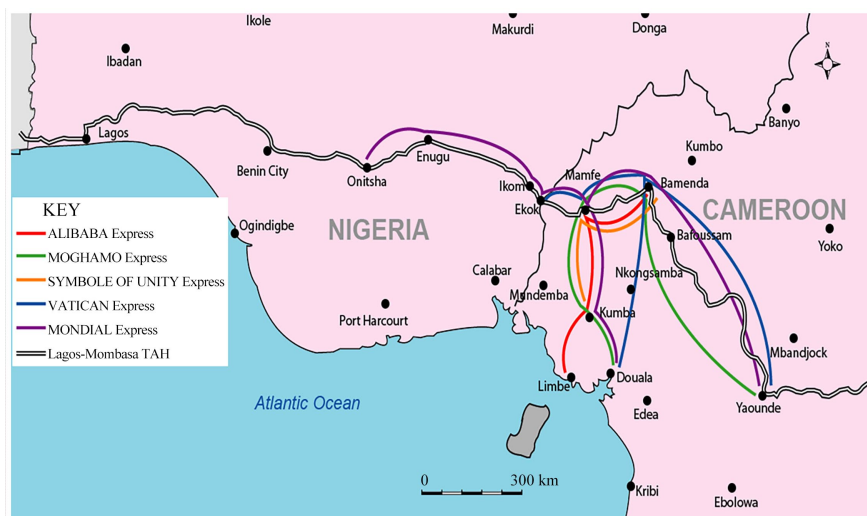 Ikole
Makurdi
Donga
Ibadan
N
Banyo
Lagos
Enugu
Kumbo
Benin City
Onitsha
Mamfe
Ikom
Bamenda
Ekok
KEY
ALIBABA Express
MOGHAMO Express
SYMBOLE OF UNITY Express
VATICAN Express
MONDIAL Express
Lagos-Mombasa TAH
Ogindigbe
NIGERIA
CAMEROON
Bafoussam
Yoko
Calabar
Nkongsamba
Mundemba
Port Harcourt
Kumba
Mbandjock
Limbe
Douala
Atlantic Ocean
Edea
Yaounde
0 300 km
Kribi
Ebolowa